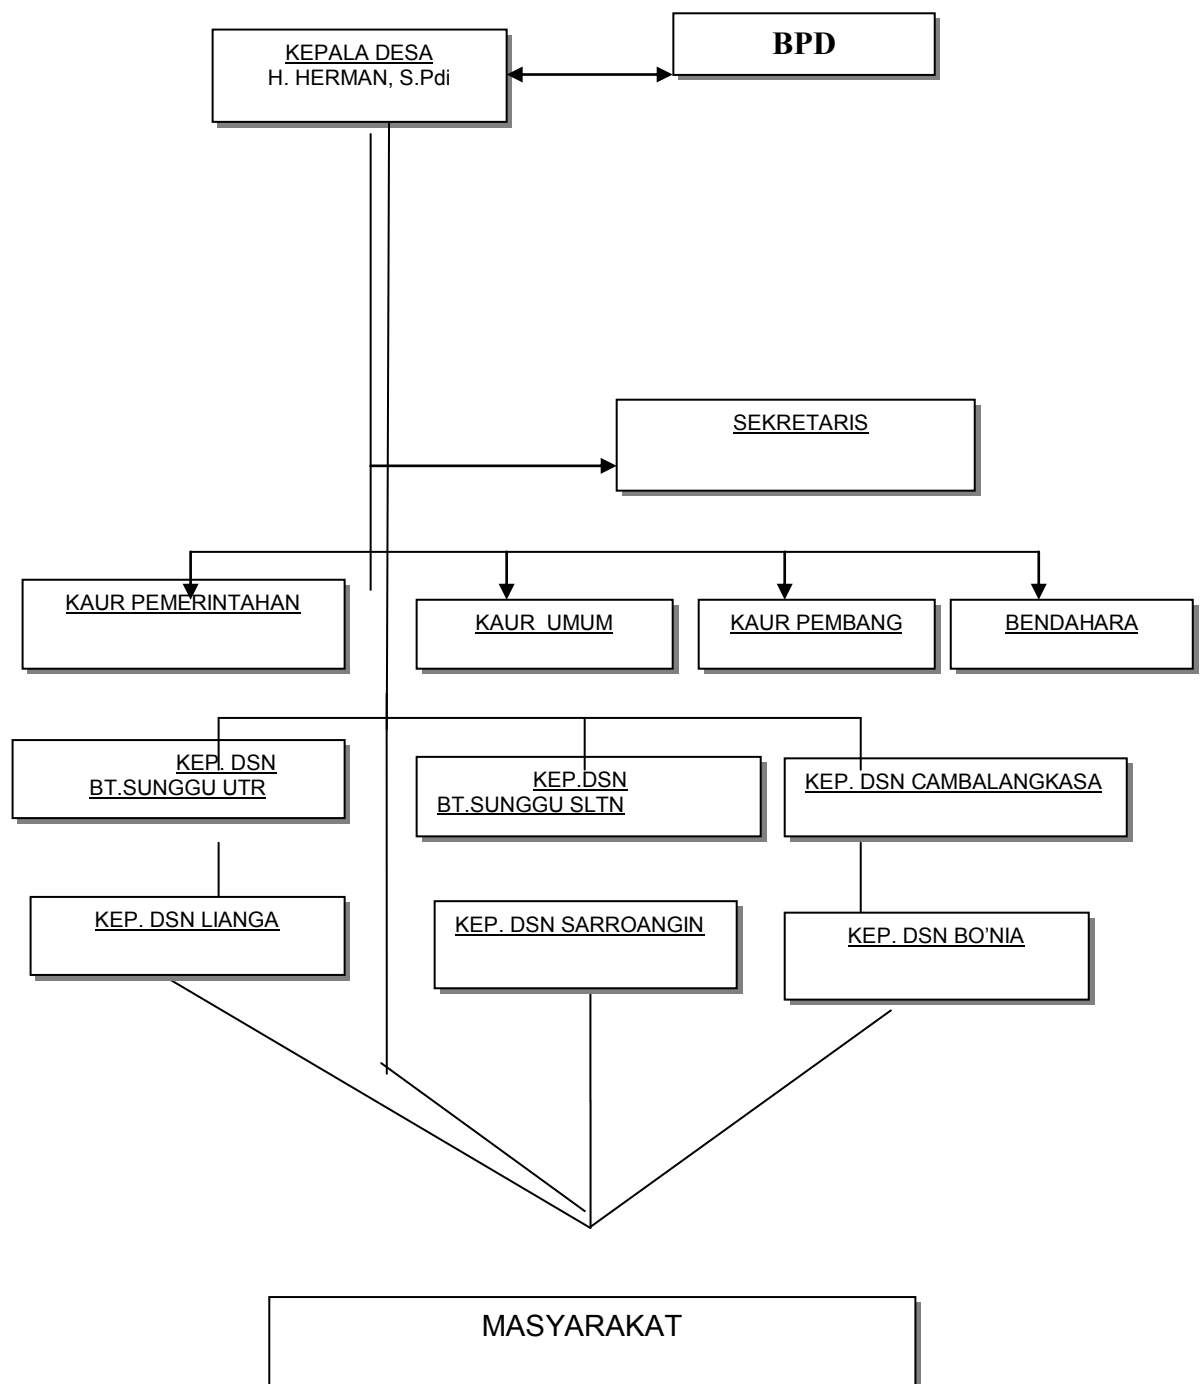 KEPALA DESA
H. HERMAN, S.Pdi
BPD
SEKRETARIS
KAUR PEMERINTAHAN
KAUR UMUM
KAUR PEMBANG
BENDAHARA
KEP. DSN
BT.SUNGGU UTR
KEP.DSN
BT.SUNGGU SLTN
KEP. DSN CAMBALANGKASA
KEP. DSN LIANGA
KEP. DSN SARROANGIN
KEP. DSN BO’NIA
MASYARAKAT